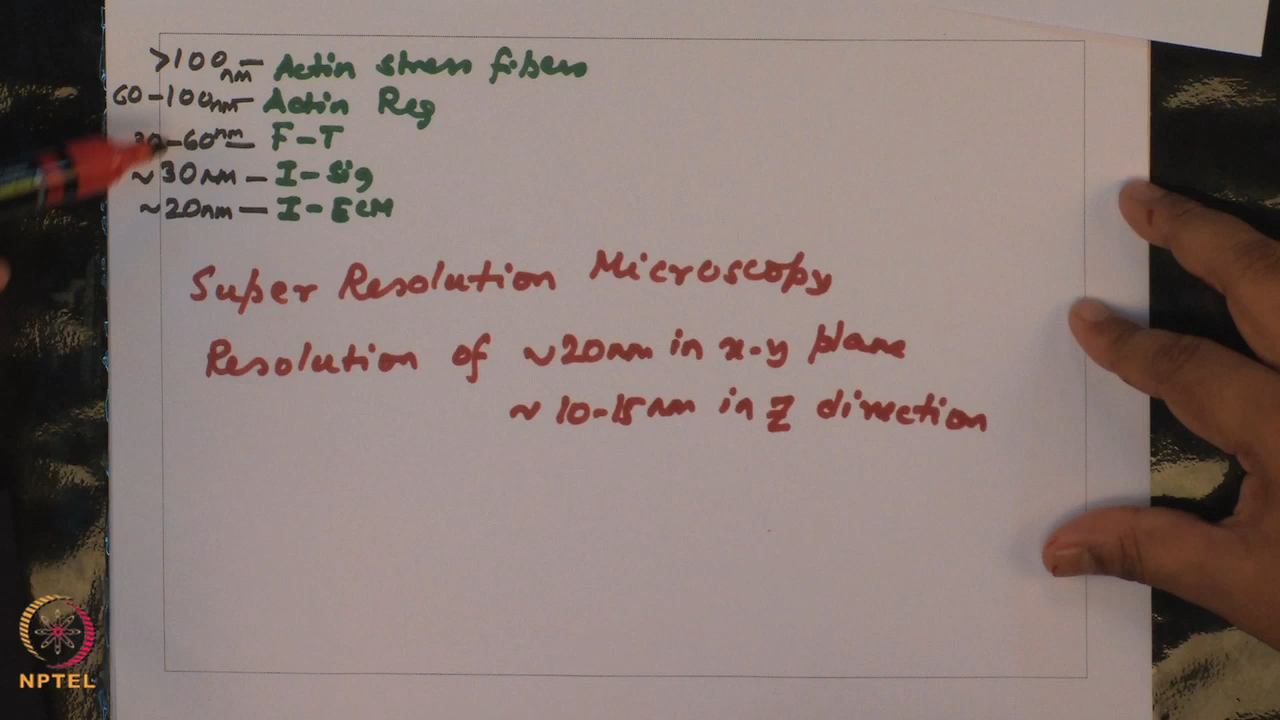 >100nm - Actin stress fibers
60-100nm - Actin Reg
30-60nm - F-T
~30nm - I-Sig
~20nm - I-ECM
Super Resolution Microscopy
Resolution of ~20nm in x-y plane
~10-15nm in Z direction
NPTEL